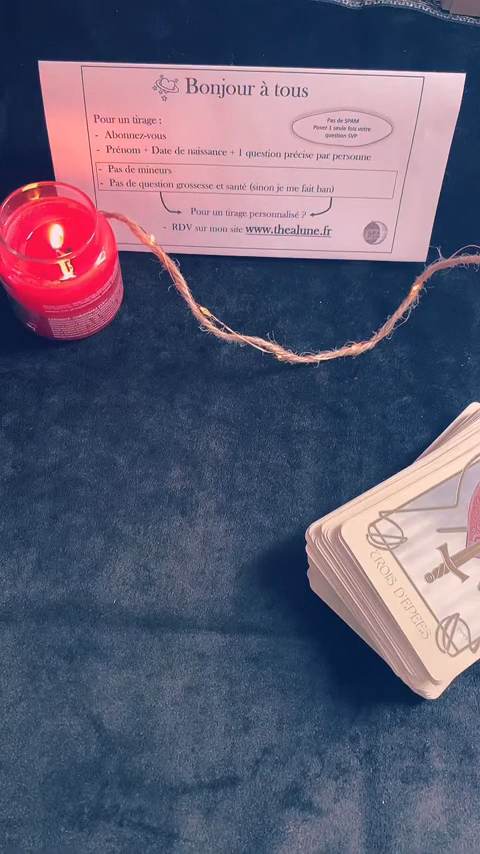 Bonjour à tous
Pour un tirage :
- Abonnez-vous
- Prénom + Date de naissance + 1 question précise par personne
Pas de SPAM
Posez 1 seule fois votre
question SVP
- Pas de mineurs
- Pas de question grossesse et santé (sinon je me fait ban)
Pour un tirage personnalisé ?
- RDV sur mon site www.thealune.fr
TROIS D'EPEES